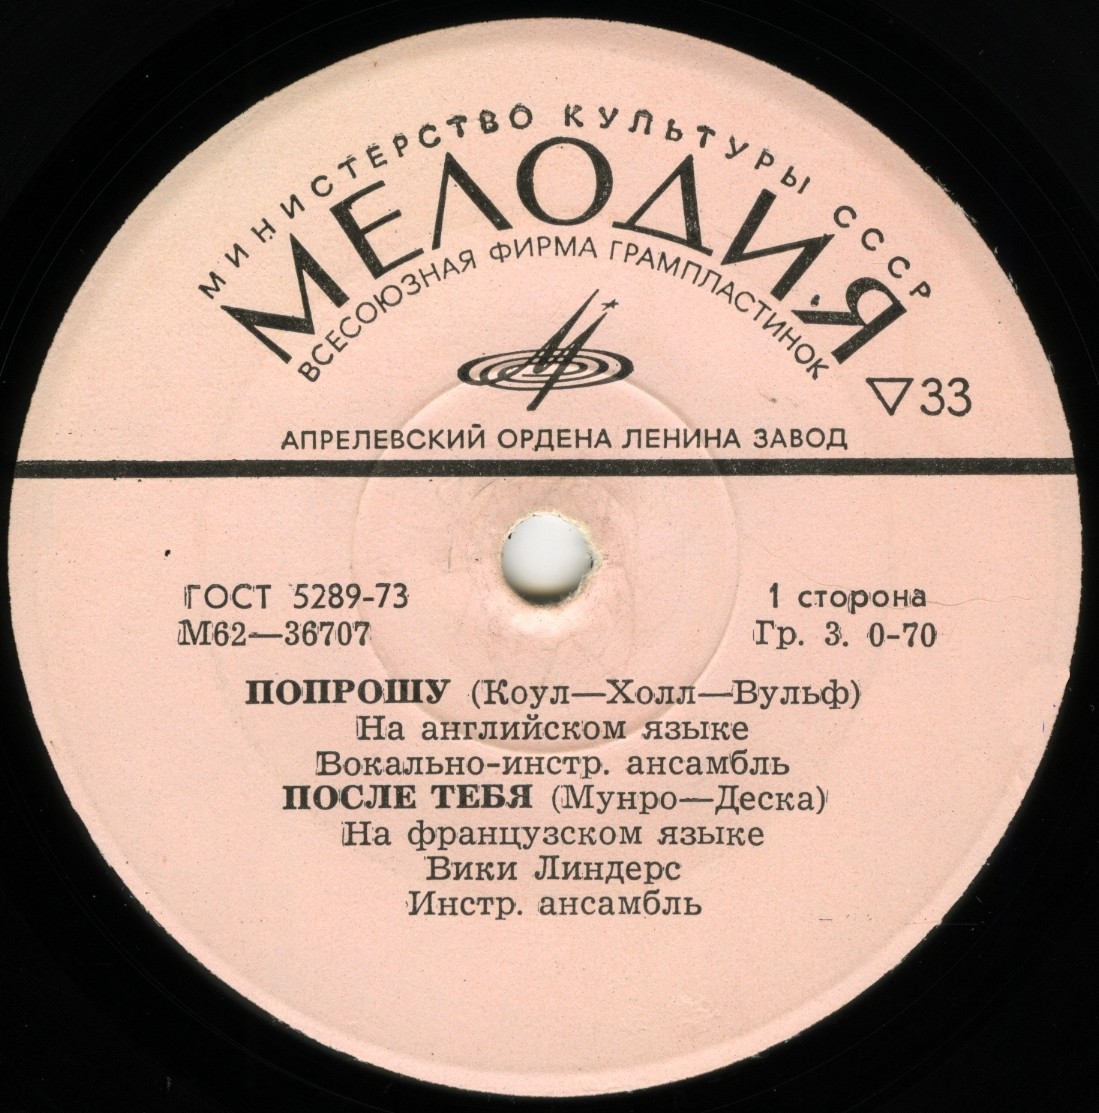 МИНИСТЕРСТВО КУЛЬТУРЫ СССР
МЕЛОДИЯ
ВСЕСОЮЗНАЯ ФИРМА ГРАМПЛАСТИНОК
▽33
АПРЕЛЕВСКИЙ ОРДЕНА ЛЕНИНА ЗАВОД
ГОСТ 5289-73
1 сторона
М62—36707
Гр. 3. 0-70
ПОПРОШУ (Коул—Холл—Вульф)
На английском языке
Вокально-инстр. ансамбль
ПОСЛЕ ТЕБЯ (Мунро—Деска)
На французском языке
Вики Линдерс
Инстр. ансамбль